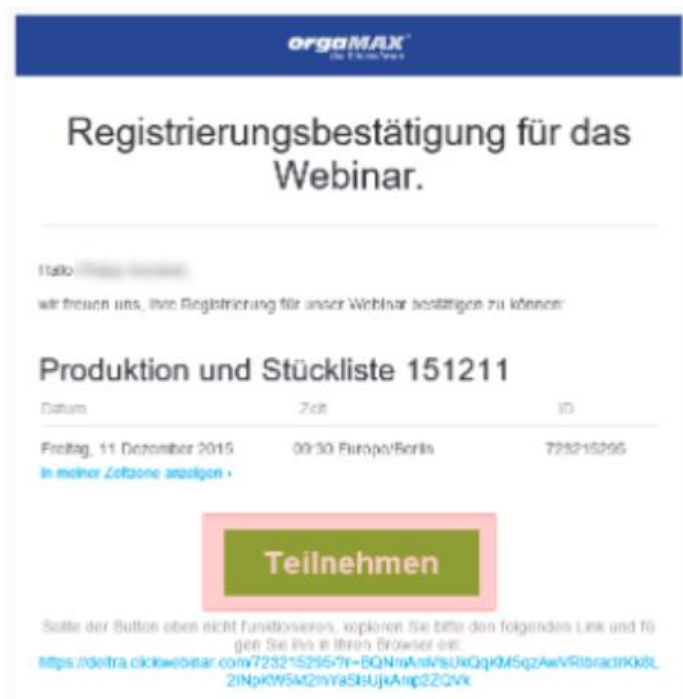 orgaMAX
Registrierungsbestätigung für das
Webinar.
Hallo
wir freuen uns, Ihre Registrierung für unser Webinar bestätigen zu können:
Produktion und Stückliste 151211
Datum Zeit ID
Freitag, 11 Dezember 2015 09:30 Europe/Berlin 723215295
In meiner Zeitzone anzeigen
Teilnehmen
Sollte der Button oben nicht funktionieren, kopieren Sie bitte den folgenden Link und fü
gen Sie ihn in Ihren Browser ein: